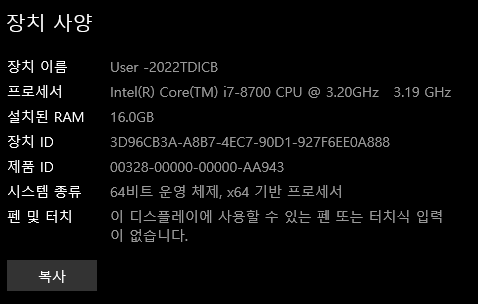 장치 사양
장치 이름 User -2022TDICB
프로세서 Intel(R) Core(TM) i7-8700 CPU @ 3.20GHz 3.19 GHz
설치된 RAM 16.0GB
장치 ID 3D96CB3A-A8B7-4EC7-90D1-927F6EE0A888
제품 ID 00328-00000-00000-AA943
시스템 종류 64비트 운영 체제, x64 기반 프로세서
펜 및 터치 이 디스플레이에 사용할 수 있는 펜 또는 터치식 입력
이 없습니다.
복사